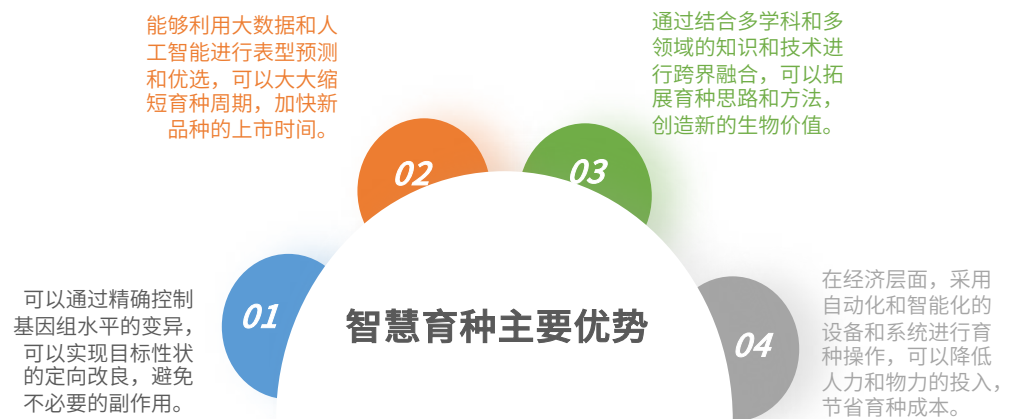 能够利用大数据和人
工智能进行表型预测
和优选，可以大大缩
短育种周期，加快新
品种的上市时间。
通过结合多学科和多
领域的知识和技术进
行跨界融合，可以拓
展育种思路和方法，
创造新的生物价值。
02
03
可以通过精确控制
基因组水平的变异，
可以实现目标性状
的定向改良，避免
不必要的副作用。
01
智慧育种主要优势
04
在经济层面，采用
自动化和智能化的
设备和系统进行育
种操作，可以降低
人力和物力的投入，
节省育种成本。